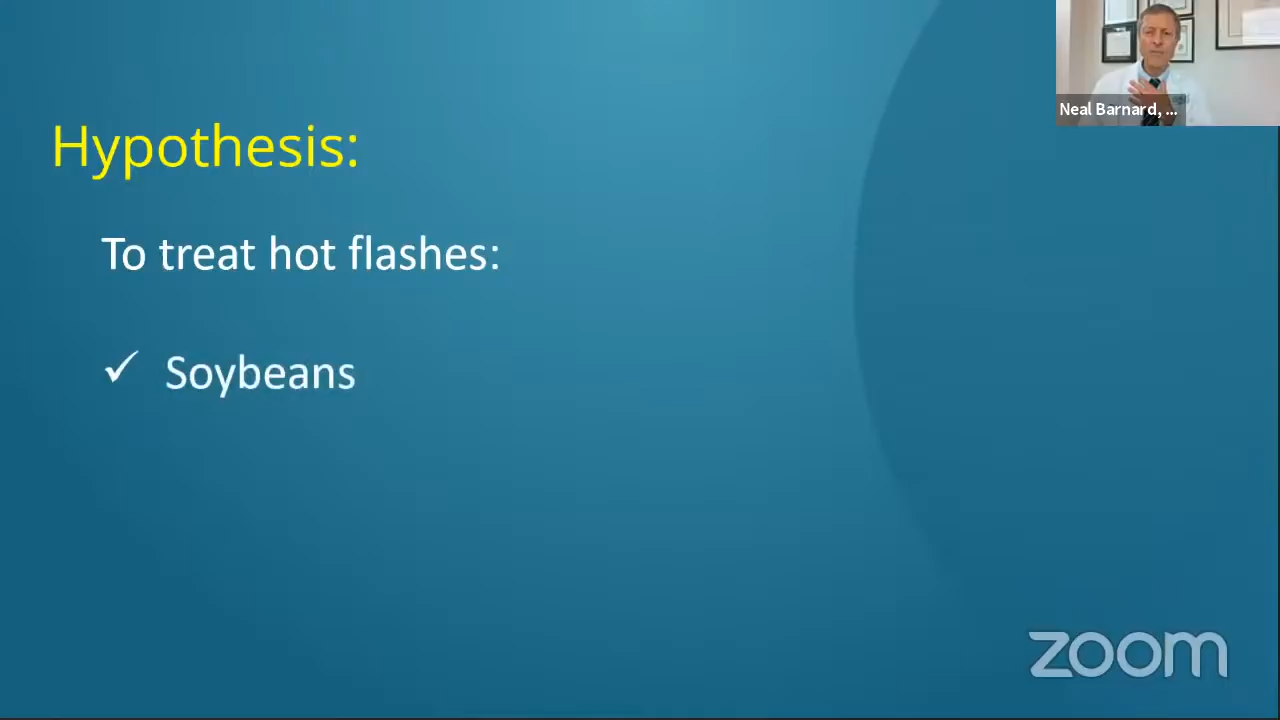 Neal Barnard, ...
Hypothesis:
To treat hot flashes:
✓ Soybeans
zoom